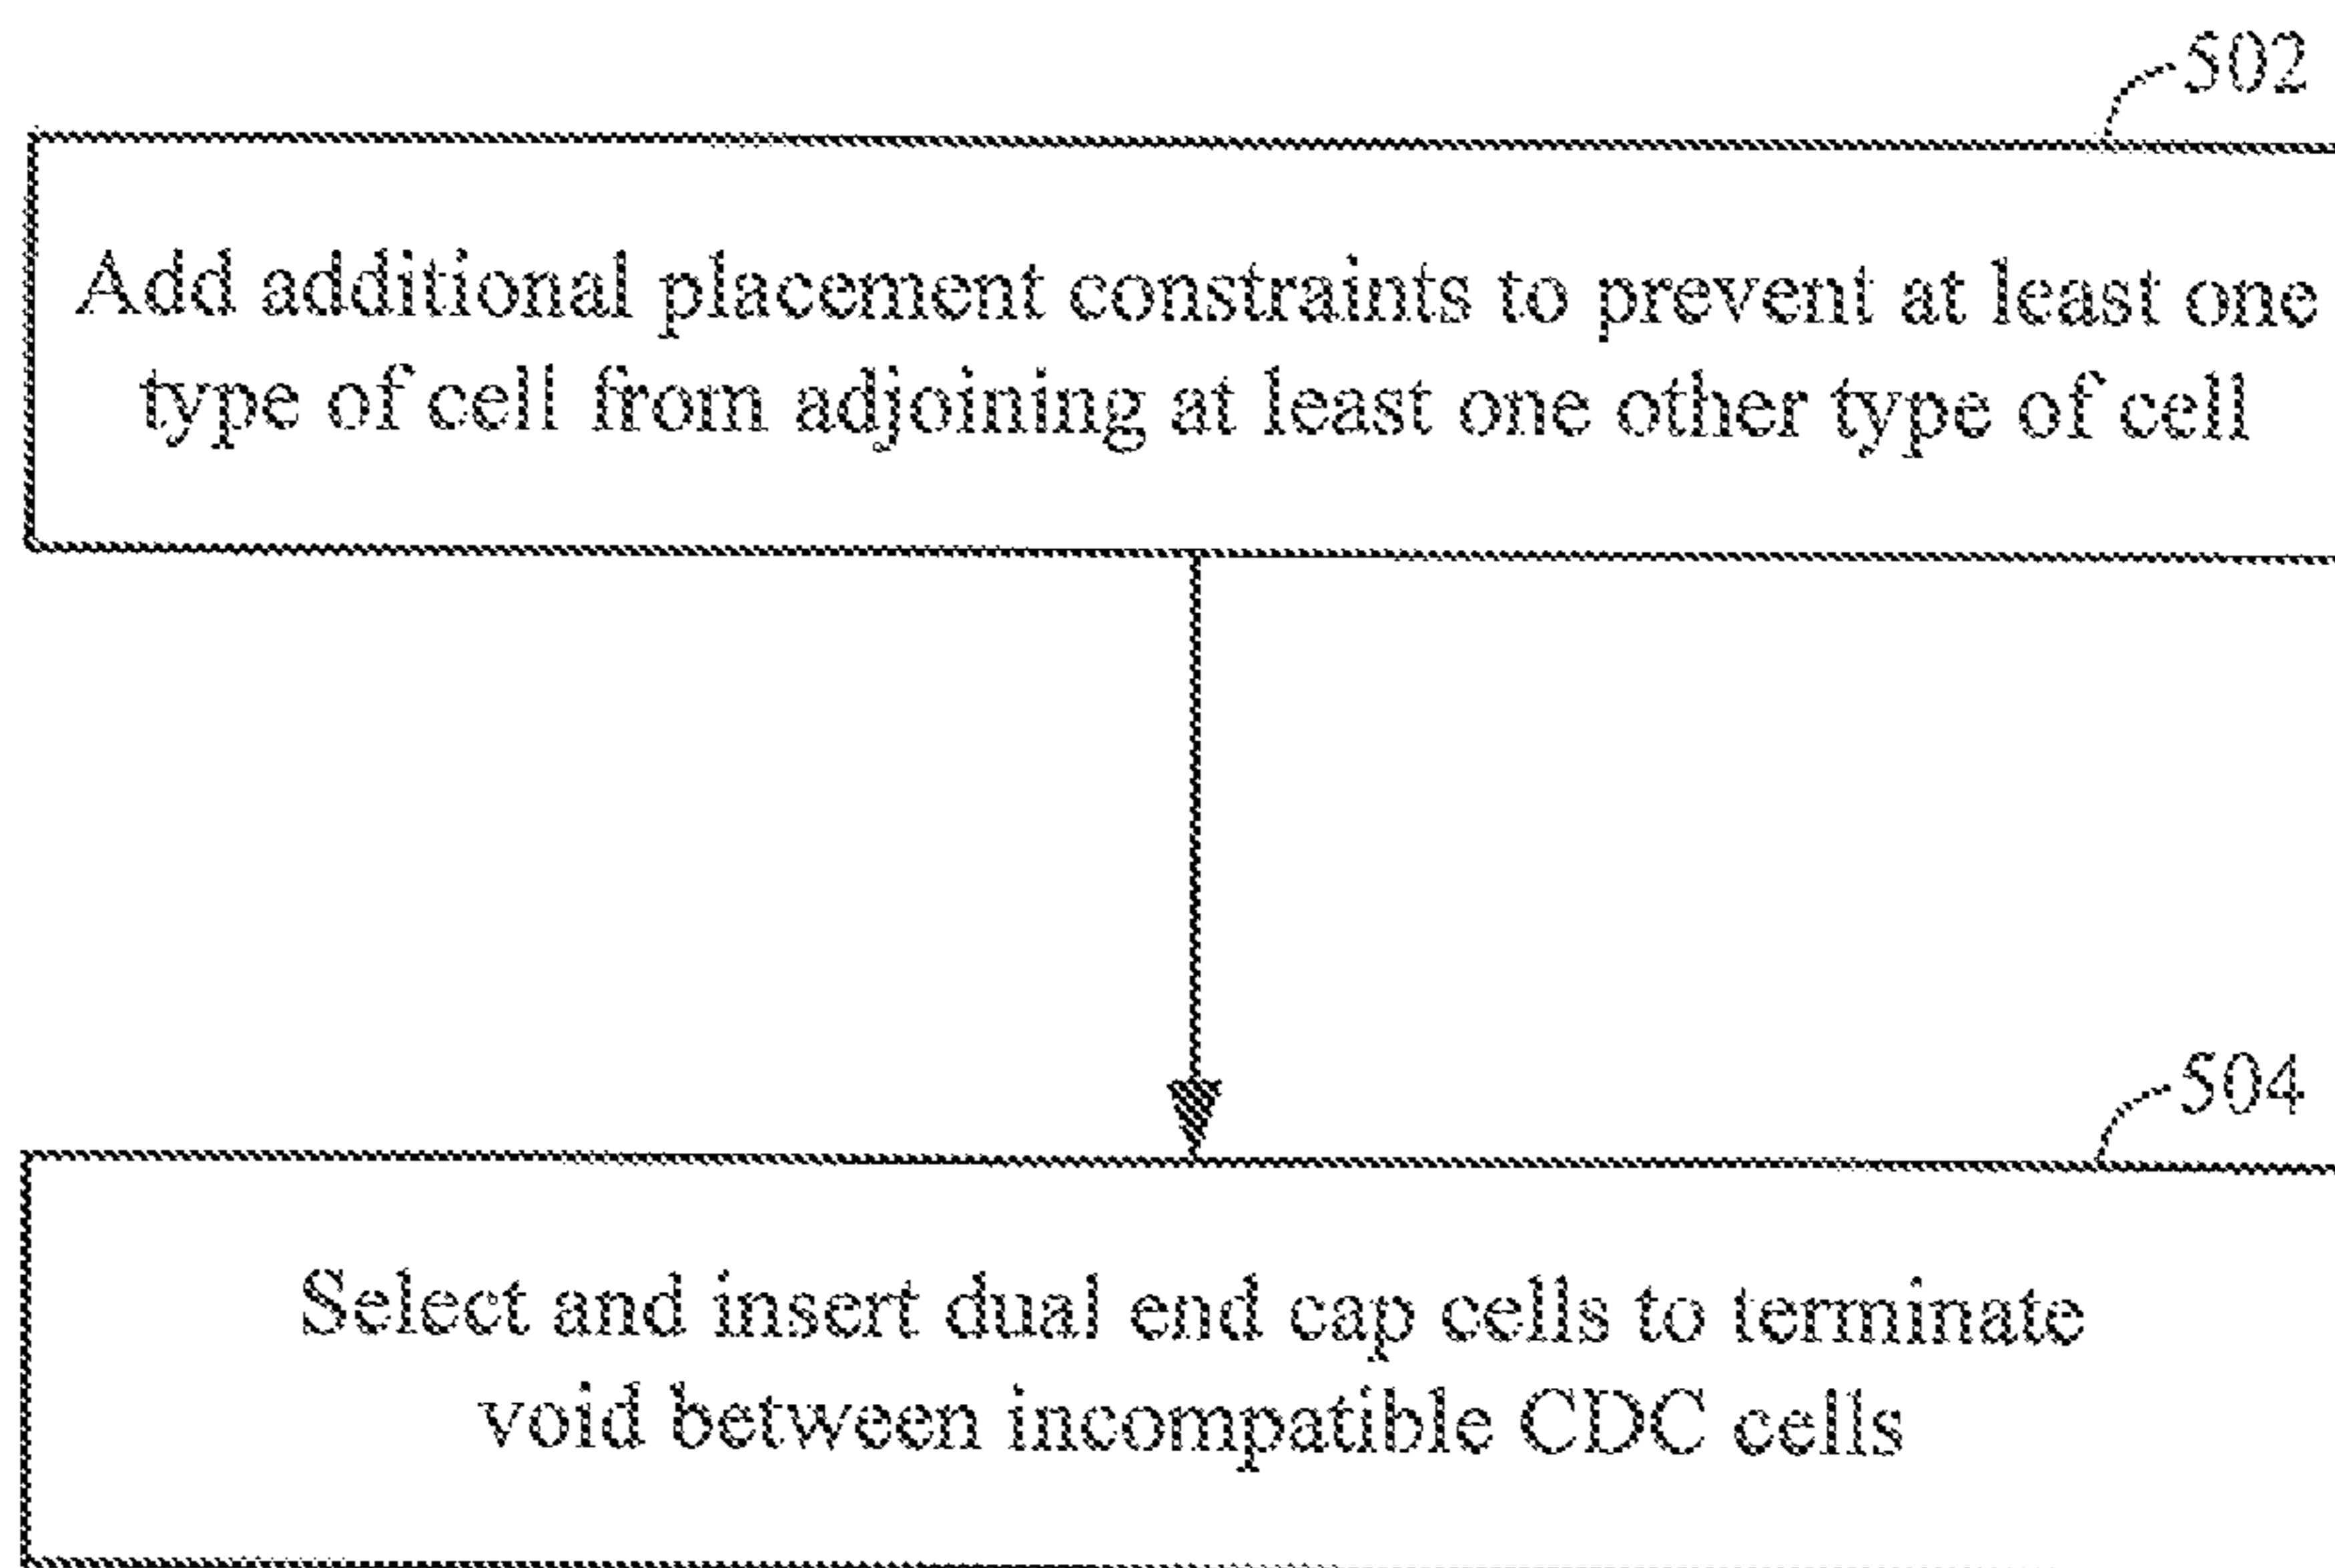 502
Add additional placement constraints to prevent at least one
type of cell from adjoining at least one other type of cell
504
Select and insert dual end cap cells to terminate
void between incompatible CDC cells